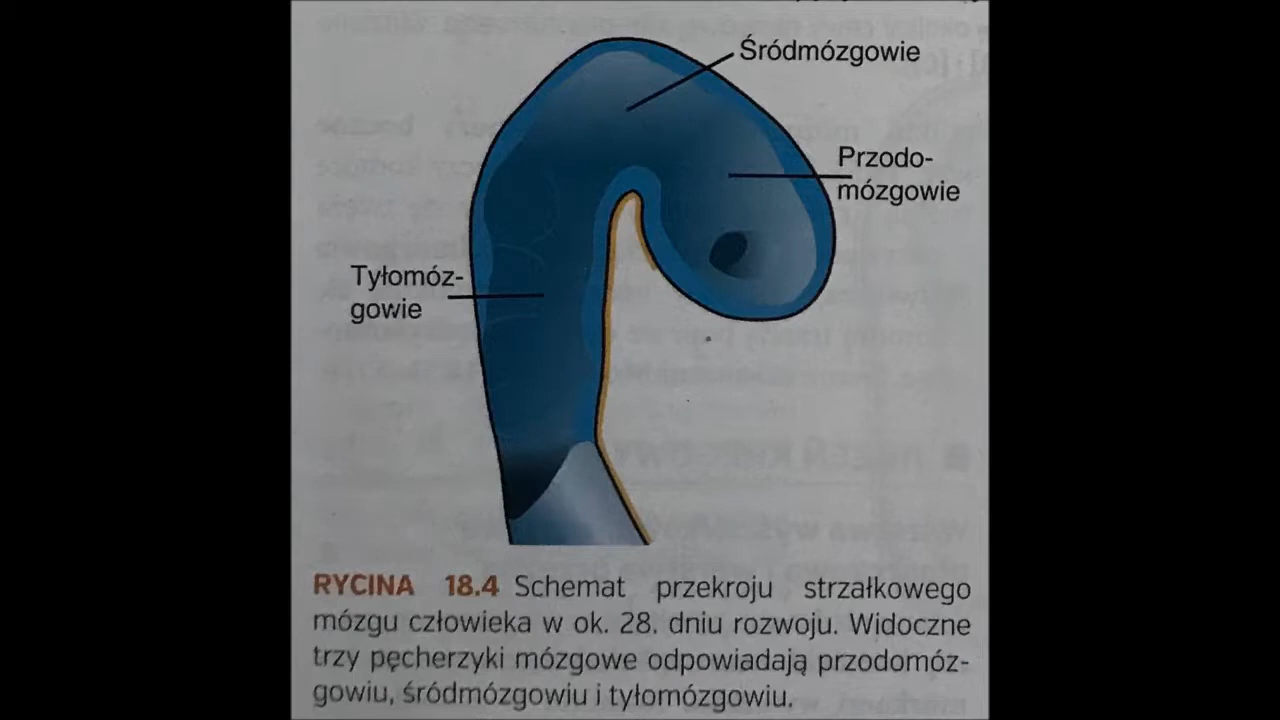 Śródmózgowie
Przodo-
mózgowie
Tyłomóz-
gowie
RYCINA 18.4 Schemat przekroju strzałkowego
mózgu człowieka w ok. 28. dniu rozwoju. Widoczne
trzy pęcherzyki mózgowe odpowiadają przodomóz-
gowiu, śródmózgowiu i tyłomózgowiu.